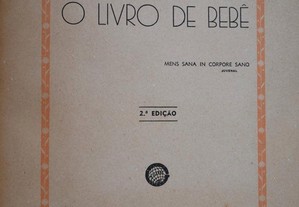 O LIVRO DE BEBÊ
MENS SANA IN CORPORE SANO
JUVENAL
2.ª EDIÇÃO